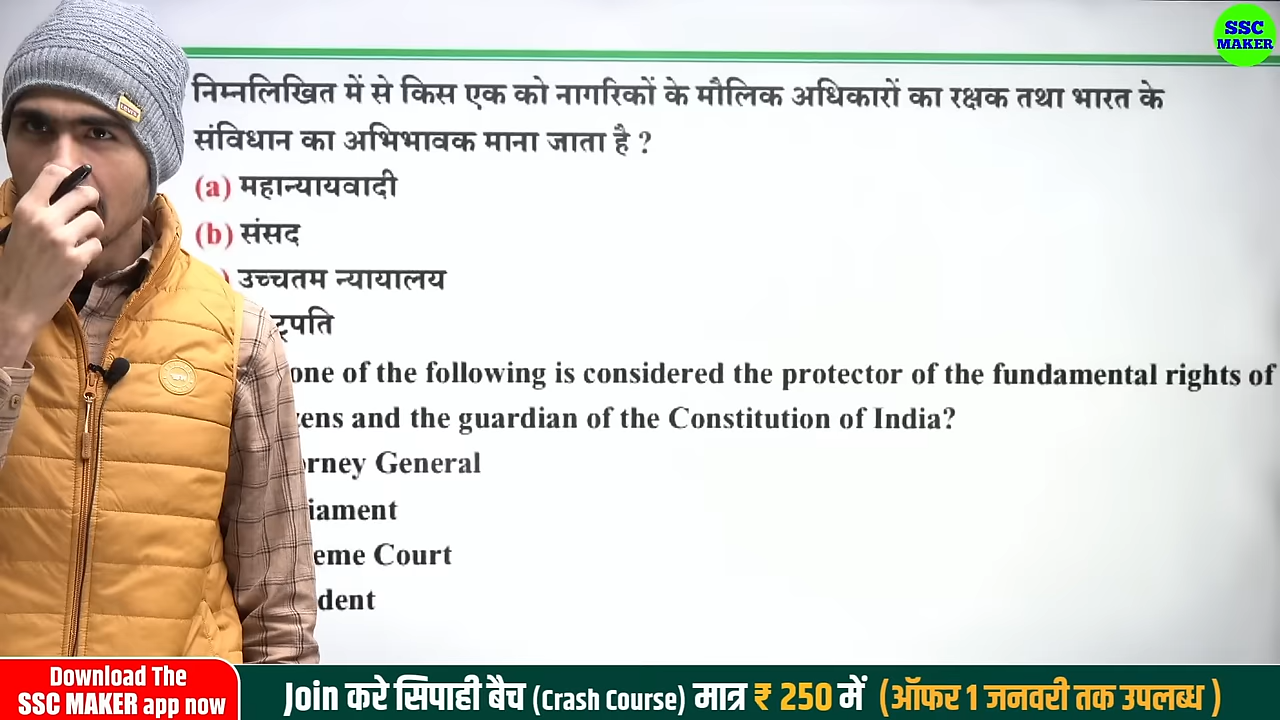 SSC
MAKER
निम्नलिखित में से किस एक को नागरिकों के मौलिक अधिकारों का रक्षक तथा भारत के
संविधान का अभिभावक माना जाता है ?
(a) महान्यायवादी
(b) संसद
) उच्चतम न्यायालय
ट्रपति
one of the following is considered the protector of the fundamental rights of
zens and the guardian of the Constitution of India?
rney General
iament
eme Court
dent
Download The
SSC MAKER app now
Join करे सिपाही बैच (Crash Course) मात्र ₹ 250 में (ऑफर 1 जनवरी तक उपलब्ध )